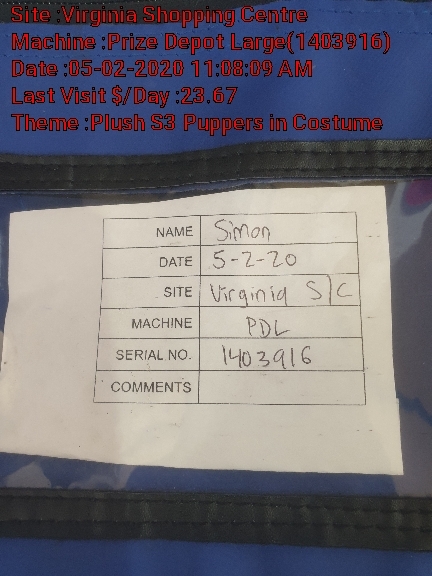 Site :Virginia Shopping Centre
Machine :Prize Depot Large(1403916)
Date :05-02-2020 11:08:09 AM
Last Visit $/Day :23.67
Theme :Plush S3 Puppers in Costume
NAME Simon
DATE 5-2-20
SITE Virginia S/C
MACHINE PDL
SERIAL NO. 1403916
COMMENTS